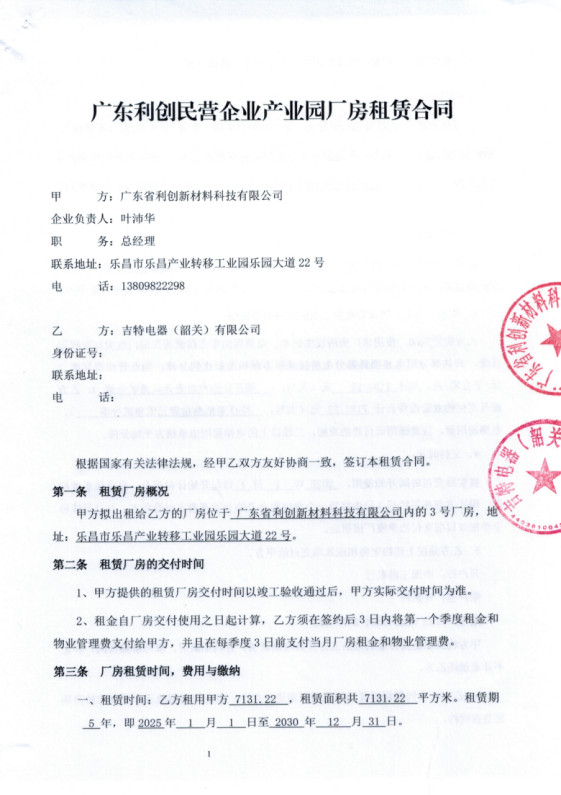 广东利创民营企业产业园厂房租赁合同
甲 方：广东省利创新材料科技有限公司
企业负责人：叶沛华
职 务：总经理
联系地址：乐昌市乐昌产业转移工业园乐园大道 22 号
电 话：13809822298
乙 方：吉特电器（韶关）有限公司
身份证号：
联系地址：
电 话：
根据国家有关法律法规，经甲乙双方友好协商一致，签订本租赁合同。
第一条 租赁厂房概况
甲方拟出租给乙方的厂房位于 广东省利创新材料科技有限公司内的 3 号厂房，地
址：乐昌市乐昌产业转移工业园乐园大道 22 号。
第二条 租赁厂房的交付时间
1、甲方提供的租赁厂房交付时间以竣工验收通过后，甲方实际交付时间为准。
2、租金自厂房交付使用之日起计算，乙方须在签约后 3 日内将第一个季度租金和
物业管理费支付给甲方，并且在每季度 3 日前支付当月厂房租金和物业管理费。
第三条 厂房租赁时间，费用与缴纳
一、租赁时间：乙方租用甲方 7131.22 ，租赁面积共 7131.22 平方米。租赁期
5 年，即 2025 年 1 月 1 日至 2030 年 12 月 31 日。
1
广东省利创新材料科
吉特电器（韶关